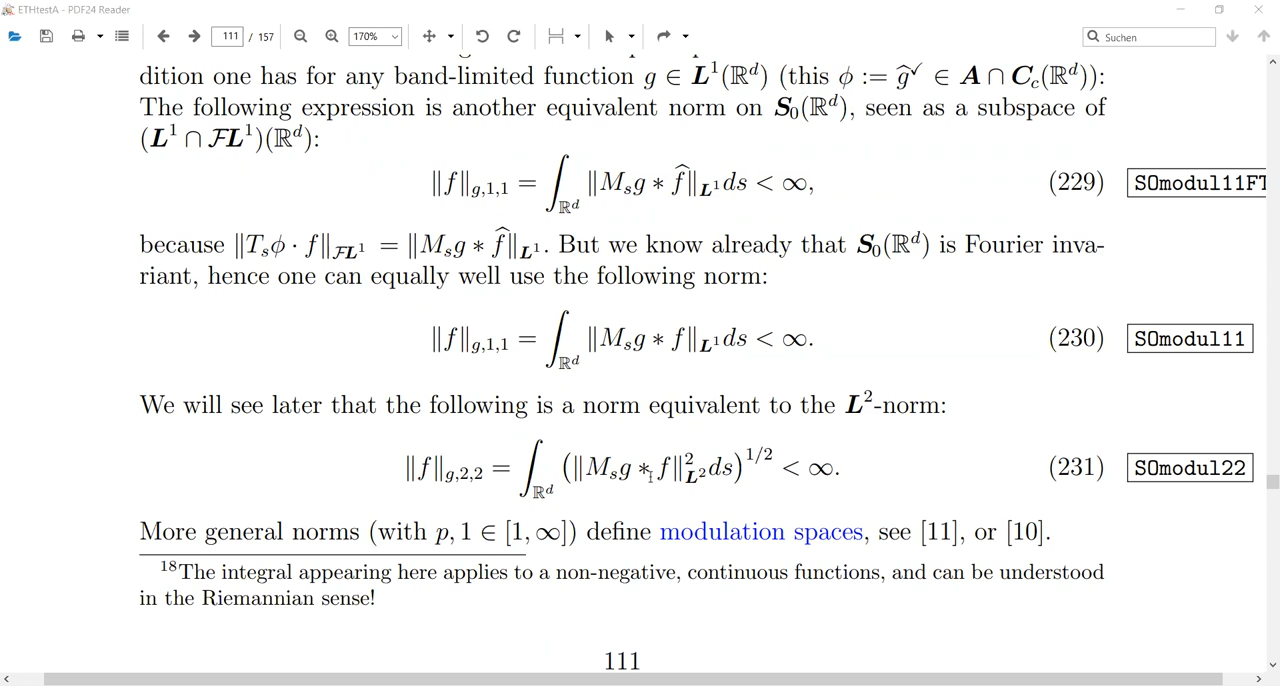 ETHtestA - PDF24 Reader
111 / 157 170% Suchen
dition one has for any band-limited function g ∈ L¹(ℝᵈ) (this φ := ĝ✓ ∈ A ∩ C_c(ℝᵈ)):
The following expression is another equivalent norm on S₀(ℝᵈ), seen as a subspace of
(L¹ ∩ ℱL¹)(ℝᵈ):
‖f‖_{g,1,1} = ∫_{ℝᵈ} ‖M_s g ∗ f̂‖_{L¹} ds < ∞, (229) SOmodul11FT
because ‖T_s φ · f‖_{ℱL¹} = ‖M_s g ∗ f̂‖_{L¹}. But we know already that S₀(ℝᵈ) is Fourier inva-
riant, hence one can equally well use the following norm:
‖f‖_{g,1,1} = ∫_{ℝᵈ} ‖M_s g ∗ f‖_{L¹} ds < ∞. (230) SOmodul11
We will see later that the following is a norm equivalent to the L²-norm:
‖f‖_{g,2,2} = ∫_{ℝᵈ} (‖M_s g ∗ f‖²_{L²} ds)^{1/2} < ∞. (231) SOmodul22
More general norms (with p, 1 ∈ [1, ∞]) define modulation spaces, see [11], or [10].
¹⁸The integral appearing here applies to a non-negative, continuous functions, and can be understood
in the Riemannian sense!
111